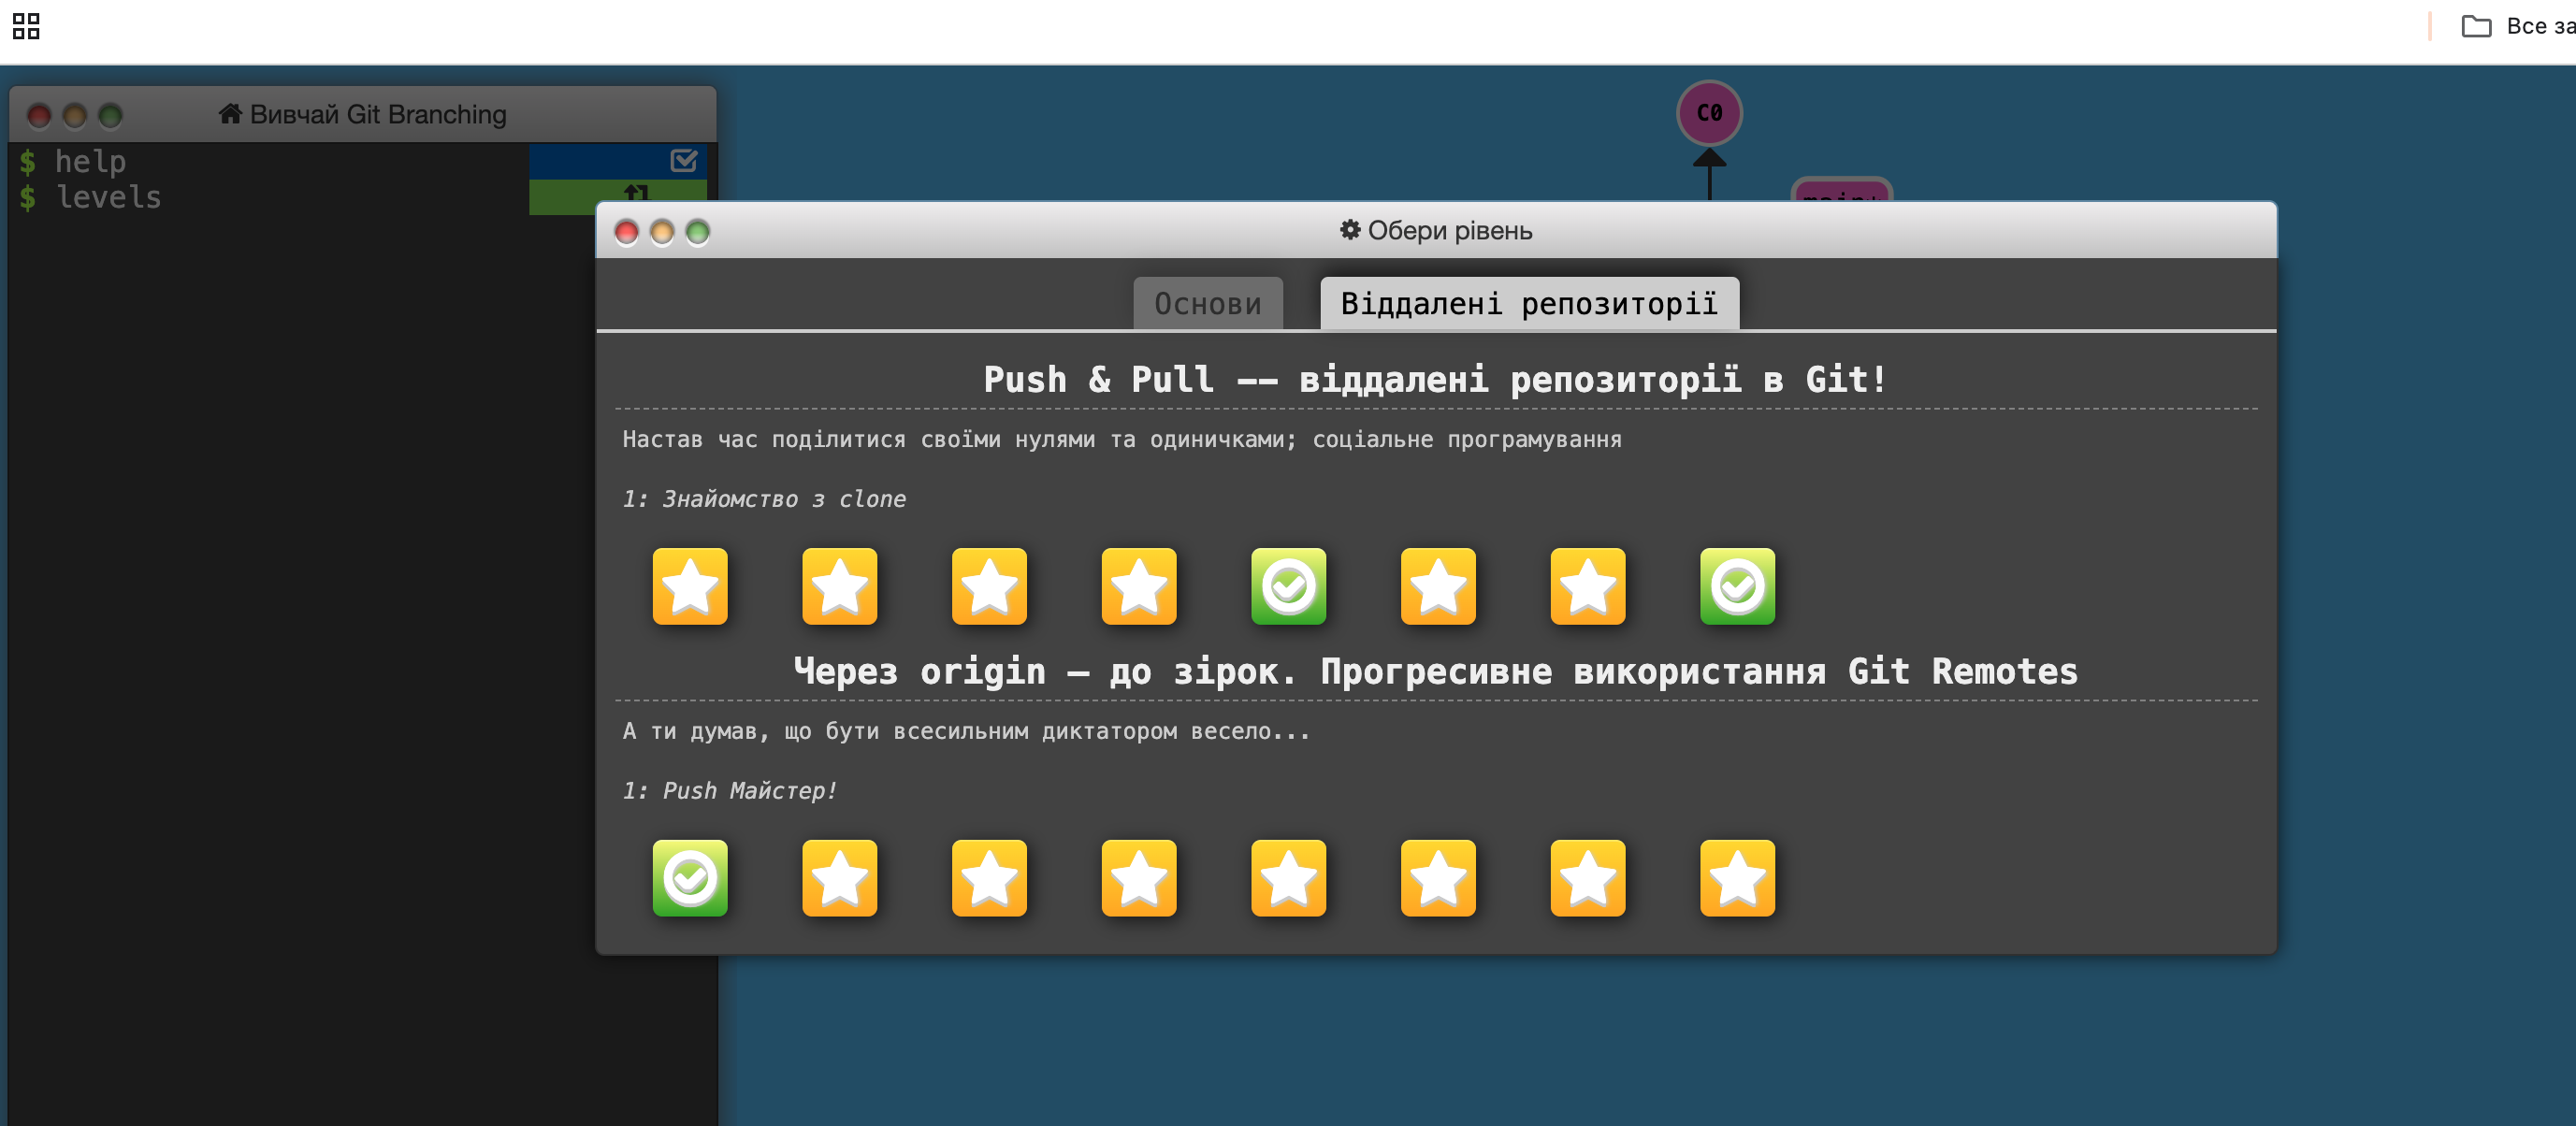 Все за
Вивчай Git Branching
$ help
$ levels
C0
Обери рівень
Основи
Віддалені репозиторії
Push & Pull –– віддалені репозиторії в Git!
Настав час поділитися своїми нулями та одиничками; соціальне програмування
1: Знайомство з clone
Через origin – до зірок. Прогресивне використання Git Remotes
А ти думав, що бути всесильним диктатором весело...
1: Push Майстер!